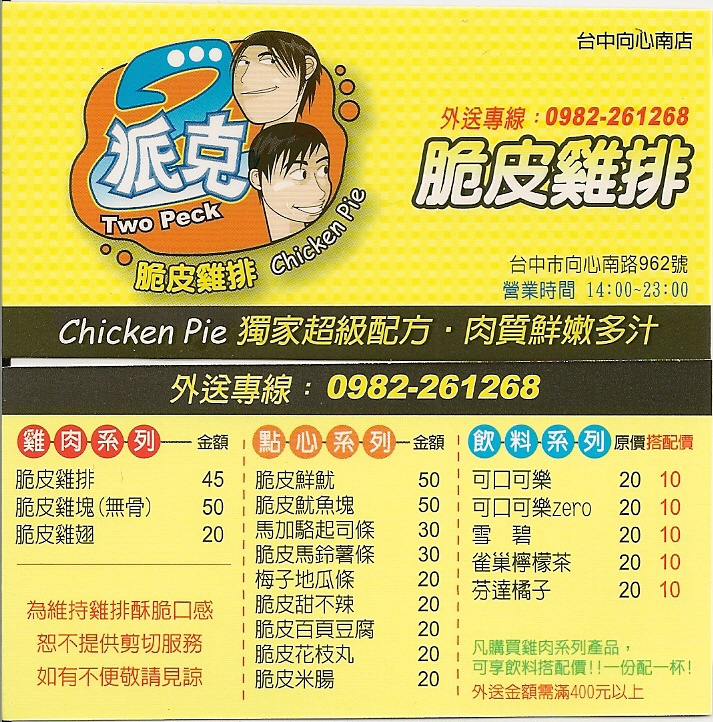 台中向心南店
派克
Two Peck
Chicken Pie
脆皮雞排
外送專線：0982-261268
脆皮雞排
台中市向心南路962號
營業時間 14:00~23:00
Chicken Pie 獨家超級配方·肉質鮮嫩多汁
外送專線：0982-261268
雞肉系列 金額
脆皮雞排 45
脆皮雞塊(無骨) 50
脆皮雞翅 20
為維持雞排酥脆口感
恕不提供剪切服務
如有不便敬請見諒
點心系列 金額
脆皮鮮魷 50
脆皮魷魚塊 50
馬加駱起司條 30
脆皮馬鈴薯條 30
梅子地瓜條 20
脆皮甜不辣 20
脆皮百頁豆腐 20
脆皮花枝丸 20
脆皮米腸 20
飲料系列 原價 搭配價
可口可樂 20 10
可口可樂zero 20 10
雪碧 20 10
雀巢檸檬茶 20 10
芬達橘子 20 10
凡購買雞肉系列產品，
可享飲料搭配價!!一份配一杯!
外送金額需滿400元以上